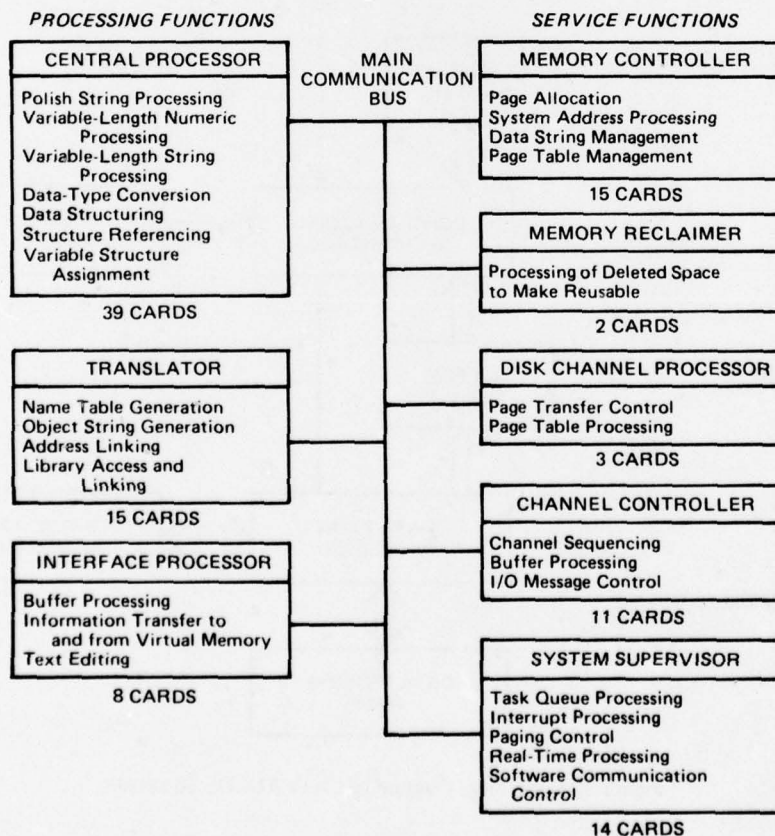 PROCESSING FUNCTIONS
CENTRAL PROCESSOR
Polish String Processing
Variable-Length Numeric
Processing
Variable-Length String
Processing
Data-Type Conversion
Data Structuring
Structure Referencing
Variable Structure
Assignment
39 CARDS
TRANSLATOR
Name Table Generation
Object String Generation
Address Linking
Library Access and
Linking
15 CARDS
INTERFACE PROCESSOR
Buffer Processing
Information Transfer to
and from Virtual Memory
Text Editing
8 CARDS
MAIN
COMMUNICATION
BUS
SERVICE FUNCTIONS
MEMORY CONTROLLER
Page Allocation
System Address Processing
Data String Management
Page Table Management
15 CARDS
MEMORY RECLAIMER
Processing of Deleted Space
to Make Reusable
2 CARDS
DISK CHANNEL PROCESSOR
Page Transfer Control
Page Table Processing
3 CARDS
CHANNEL CONTROLLER
Channel Sequencing
Buffer Processing
I/O Message Control
11 CARDS
SYSTEM SUPERVISOR
Task Queue Processing
Interrupt Processing
Paging Control
Real-Time Processing
Software Communication
Control
14 CARDS